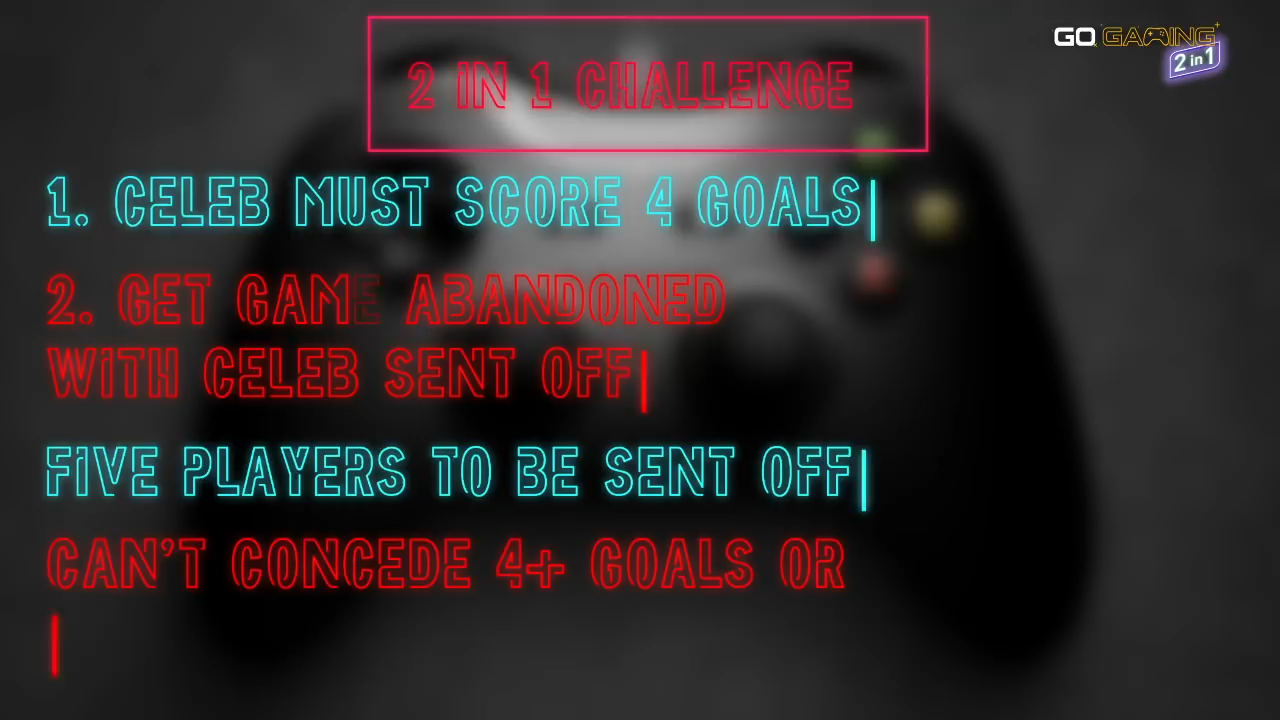 2 IN 1 CHALLENGE
GO GAMING
2 in 1
1. CELEB MUST SCORE 4 GOALS
2. GET GAME ABANDONED
WITH CELEB SENT OFF
FIVE PLAYERS TO BE SENT OFF
CAN'T CONCEDE 4+ GOALS OR